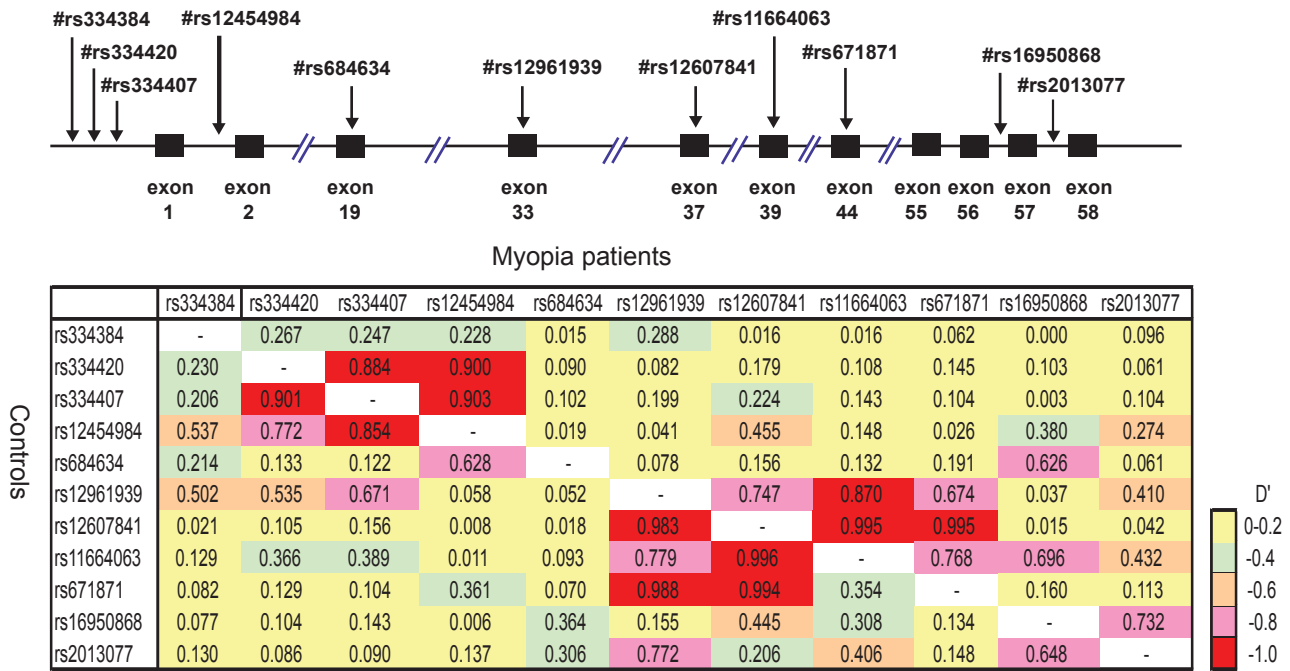 #rs334384 #rs12454984 #rs11664063
#rs334420 #rs671871 #rs16950868
#rs684634 #rs12961939 #rs12607841
#rs334407 #rs2013077
exon exon exon exon exon exon exon exon exon exon exon
1 2 19 33 37 39 44 55 56 57 58
Myopia patients
rs334384 rs334420 rs334407 rs12454984 rs684634 rs12961939 rs12607841 rs11664063 rs671871 rs16950868 rs2013077
rs334384 - 0.267 0.247 0.228 0.015 0.288 0.016 0.016 0.062 0.000 0.096
rs334420 0.230 - 0.884 0.900 0.090 0.082 0.179 0.108 0.145 0.103 0.061
rs334407 0.206 0.901 - 0.903 0.102 0.199 0.224 0.143 0.104 0.003 0.104
rs12454984 0.537 0.772 0.854 - 0.019 0.041 0.455 0.148 0.026 0.380 0.274
rs684634 0.214 0.133 0.122 0.628 - 0.078 0.156 0.132 0.191 0.626 0.061
rs12961939 0.502 0.535 0.671 0.058 0.052 - 0.747 0.870 0.674 0.037 0.410
rs12607841 0.021 0.105 0.156 0.008 0.018 0.983 - 0.995 0.995 0.015 0.042
rs11664063 0.129 0.366 0.389 0.011 0.093 0.779 0.996 - 0.768 0.696 0.432
rs671871 0.082 0.129 0.104 0.361 0.070 0.988 0.994 0.354 - 0.160 0.113
rs16950868 0.077 0.104 0.143 0.006 0.364 0.155 0.445 0.308 0.134 - 0.732
rs2013077 0.130 0.086 0.090 0.137 0.306 0.772 0.206 0.406 0.148 0.648 -
Controls
D'
0-0.2
-0.4
-0.6
-0.8
-1.0